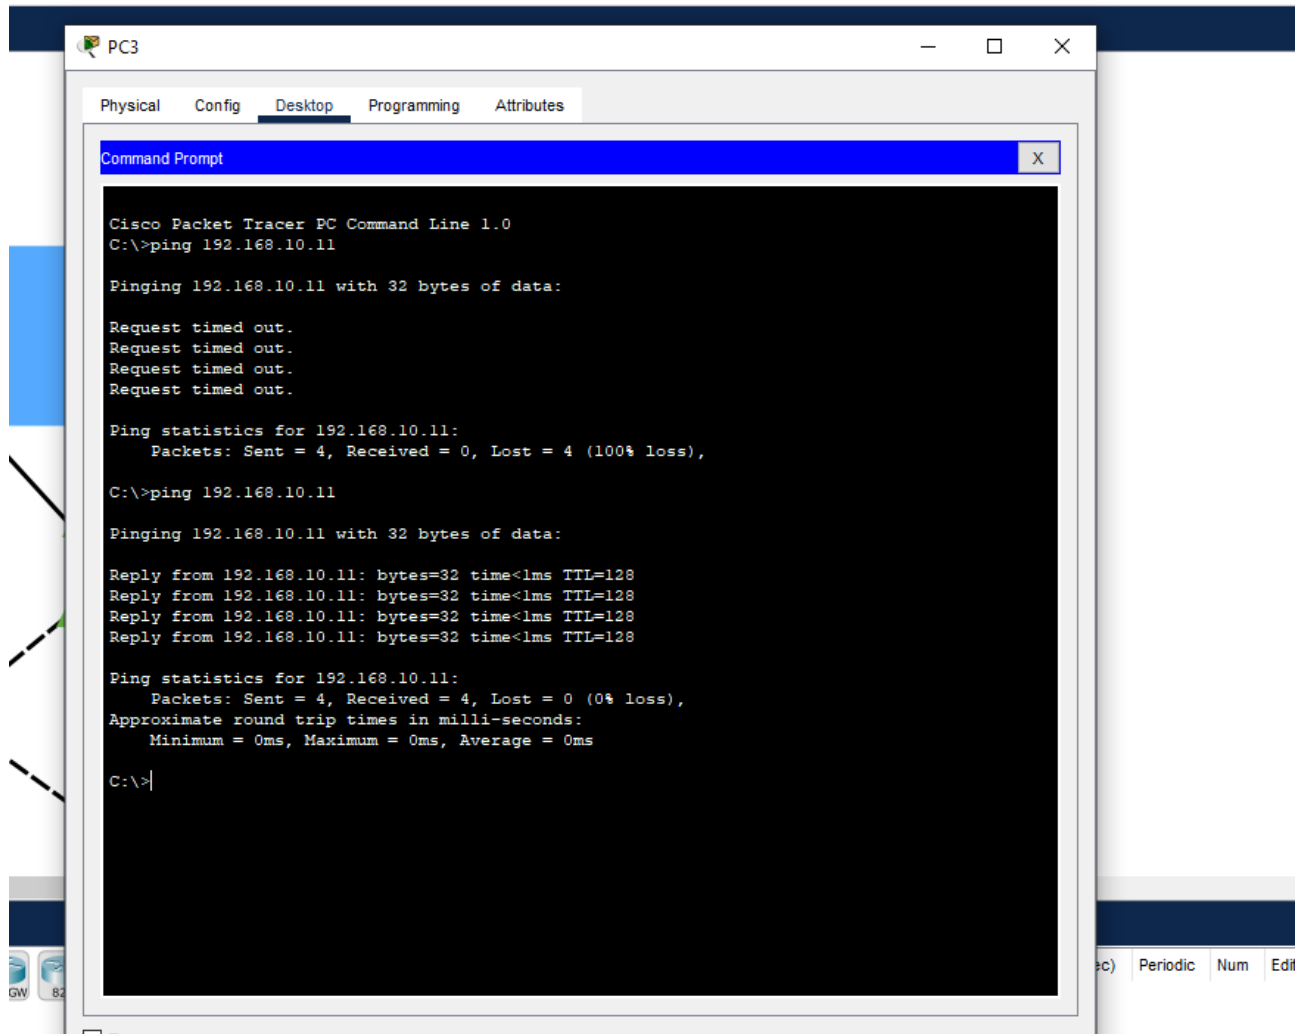 PC3
Physical Config Desktop Programming Attributes
Command Prompt
X
Cisco Packet Tracer PC Command Line 1.0
C:\>ping 192.168.10.11
Pinging 192.168.10.11 with 32 bytes of data:
Request timed out.
Request timed out.
Request timed out.
Request timed out.
Ping statistics for 192.168.10.11:
Packets: Sent = 4, Received = 0, Lost = 4 (100% loss),
C:\>ping 192.168.10.11
Pinging 192.168.10.11 with 32 bytes of data:
Reply from 192.168.10.11: bytes=32 time<1ms TTL=128
Reply from 192.168.10.11: bytes=32 time<1ms TTL=128
Reply from 192.168.10.11: bytes=32 time<1ms TTL=128
Reply from 192.168.10.11: bytes=32 time<1ms TTL=128
Ping statistics for 192.168.10.11:
Packets: Sent = 4, Received = 4, Lost = 0 (0% loss),
Approximate round trip times in milli-seconds:
Minimum = 0ms, Maximum = 0ms, Average = 0ms
C:\>
Periodic Num
GW 82